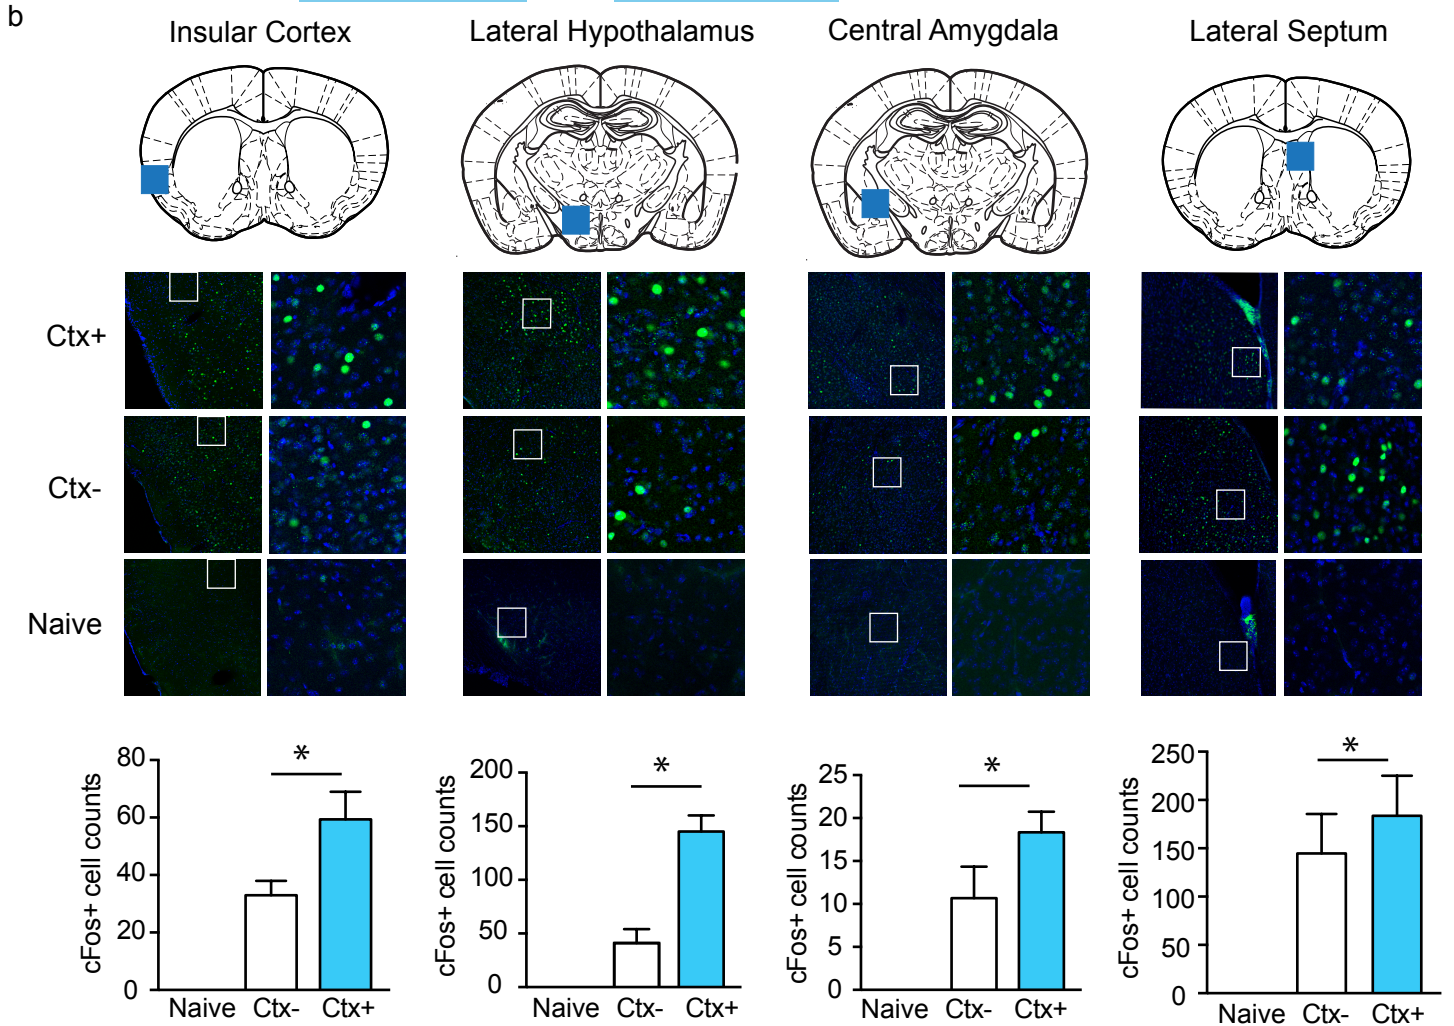 b
Insular Cortex
Lateral Hypothalamus
Central Amygdala
Lateral Septum
Ctx+
Ctx-
Naive
cFos+ cell counts
80
60
40
20
0
*
Naive Ctx- Ctx+
cFos+ cell counts
200
150
100
50
0
*
Naive Ctx- Ctx+
cFos+ cell counts
25
20
15
10
5
0
*
Naive Ctx- Ctx+
cFos+ cell counts
250
200
150
100
50
0
*
Naive Ctx- Ctx+